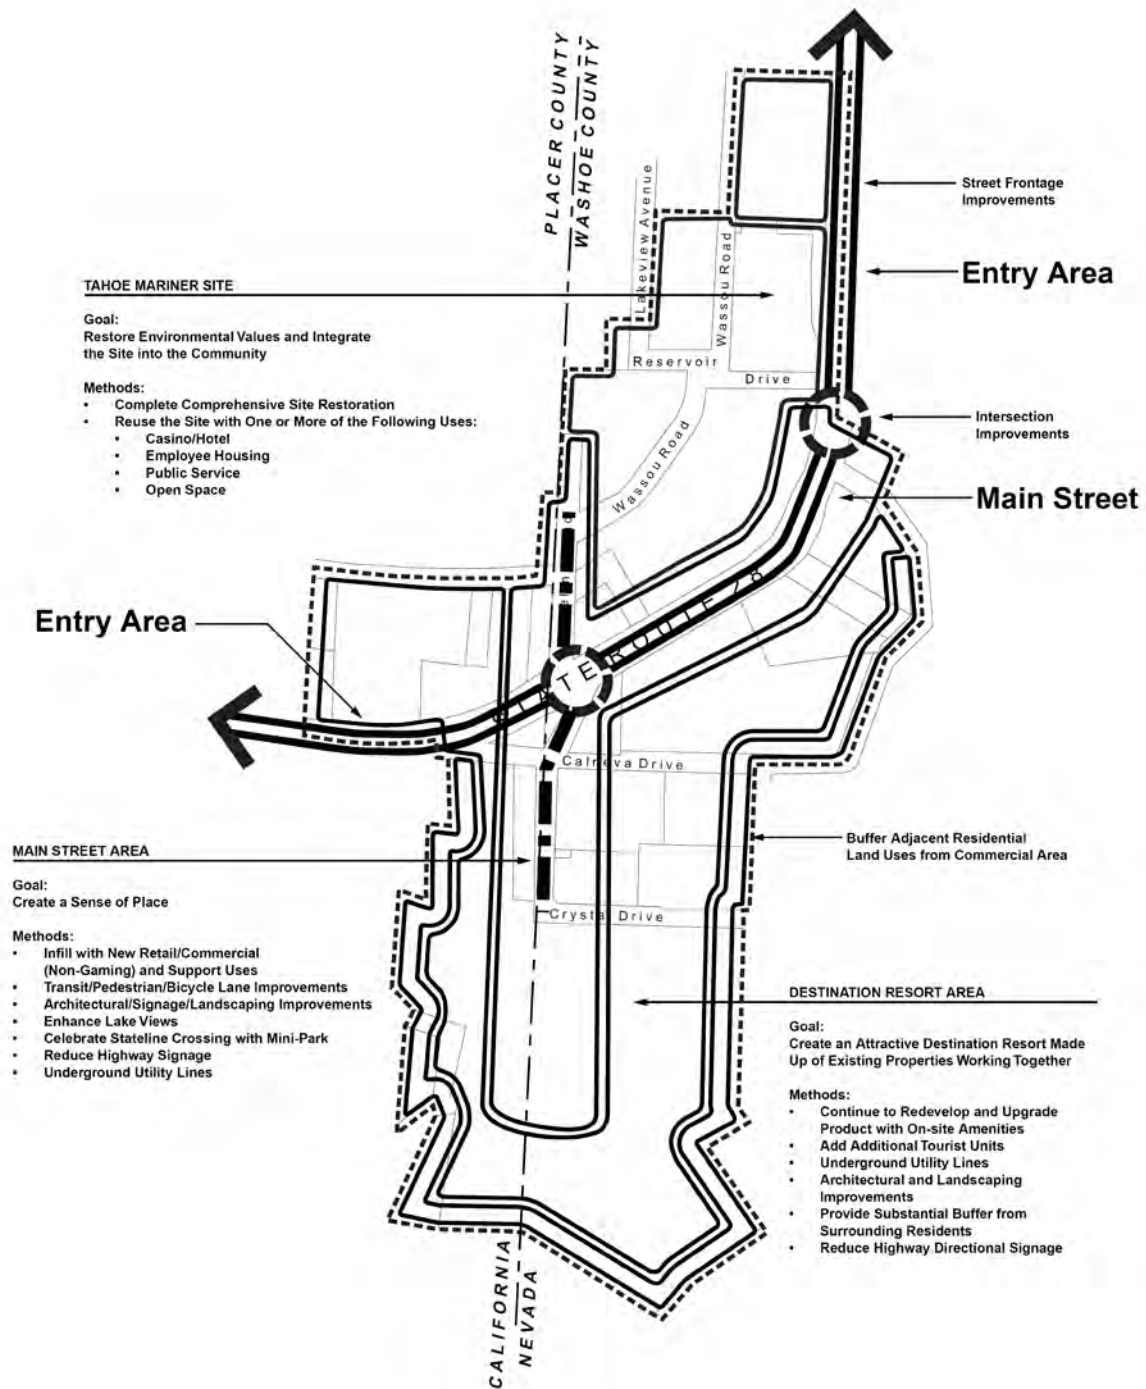 PLACER COUNTY
WASHOE COUNTY
Lakeview Avenue
Wassou Road
Street Frontage
Improvements
Entry Area
TAHOE MARINER SITE
Goal:
Restore Environmental Values and Integrate
the Site into the Community
Methods:
• Complete Comprehensive Site Restoration
• Reuse the Site with One or More of the Following Uses:
• Casino/Hotel
• Employee Housing
• Public Service
• Open Space
Reservoir
Drive
Intersection
Improvements
Wassou Road
Main Street
Entry Area
STATE ROUTE 28
Calneva Drive
Buffer Adjacent Residential
Land Uses from Commercial Area
MAIN STREET AREA
Goal:
Create a Sense of Place
Methods:
• Infill with New Retail/Commercial
(Non-Gaming) and Support Uses
• Transit/Pedestrian/Bicycle Lane Improvements
• Architectural/Signage/Landscaping Improvements
• Enhance Lake Views
• Celebrate Stateline Crossing with Mini-Park
• Reduce Highway Signage
• Underground Utility Lines
Crystal Drive
DESTINATION RESORT AREA
Goal:
Create an Attractive Destination Resort Made
Up of Existing Properties Working Together
Methods:
• Continue to Redevelop and Upgrade
Product with On-site Amenities
• Add Additional Tourist Units
• Underground Utility Lines
• Architectural and Landscaping
Improvements
• Provide Substantial Buffer from
Surrounding Residents
• Reduce Highway Directional Signage
CALIFORNIA
NEVADA